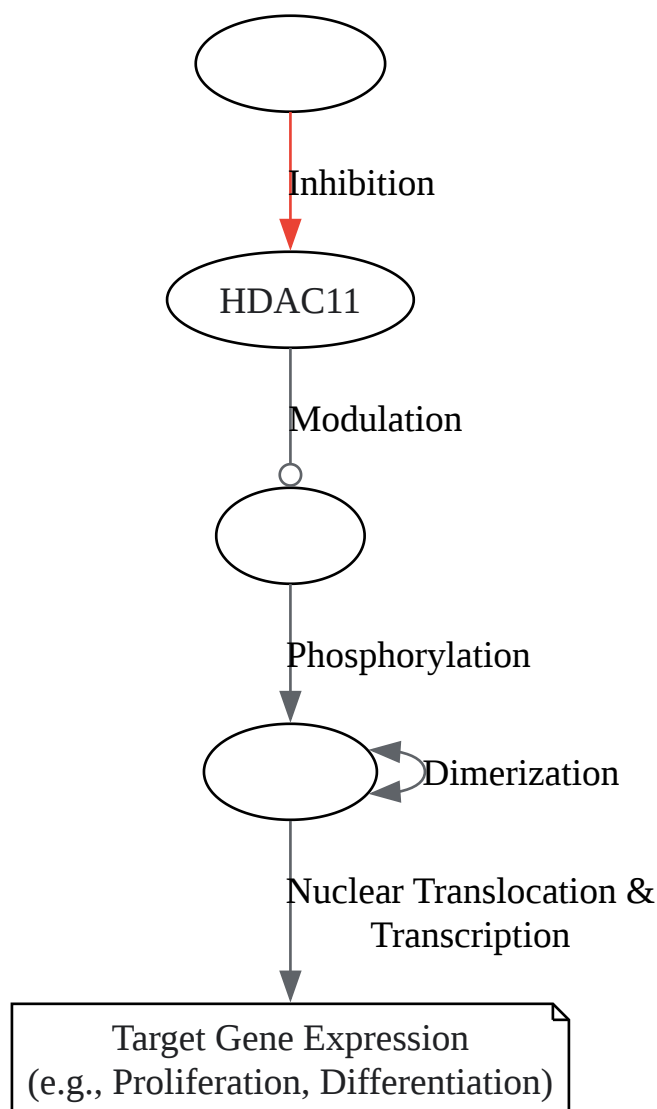 Inhibition
HDAC11
Modulation
Phosphorylation
Dimerization
Nuclear Translocation &
Transcription
Target Gene Expression
(e.g., Proliferation, Differentiation)